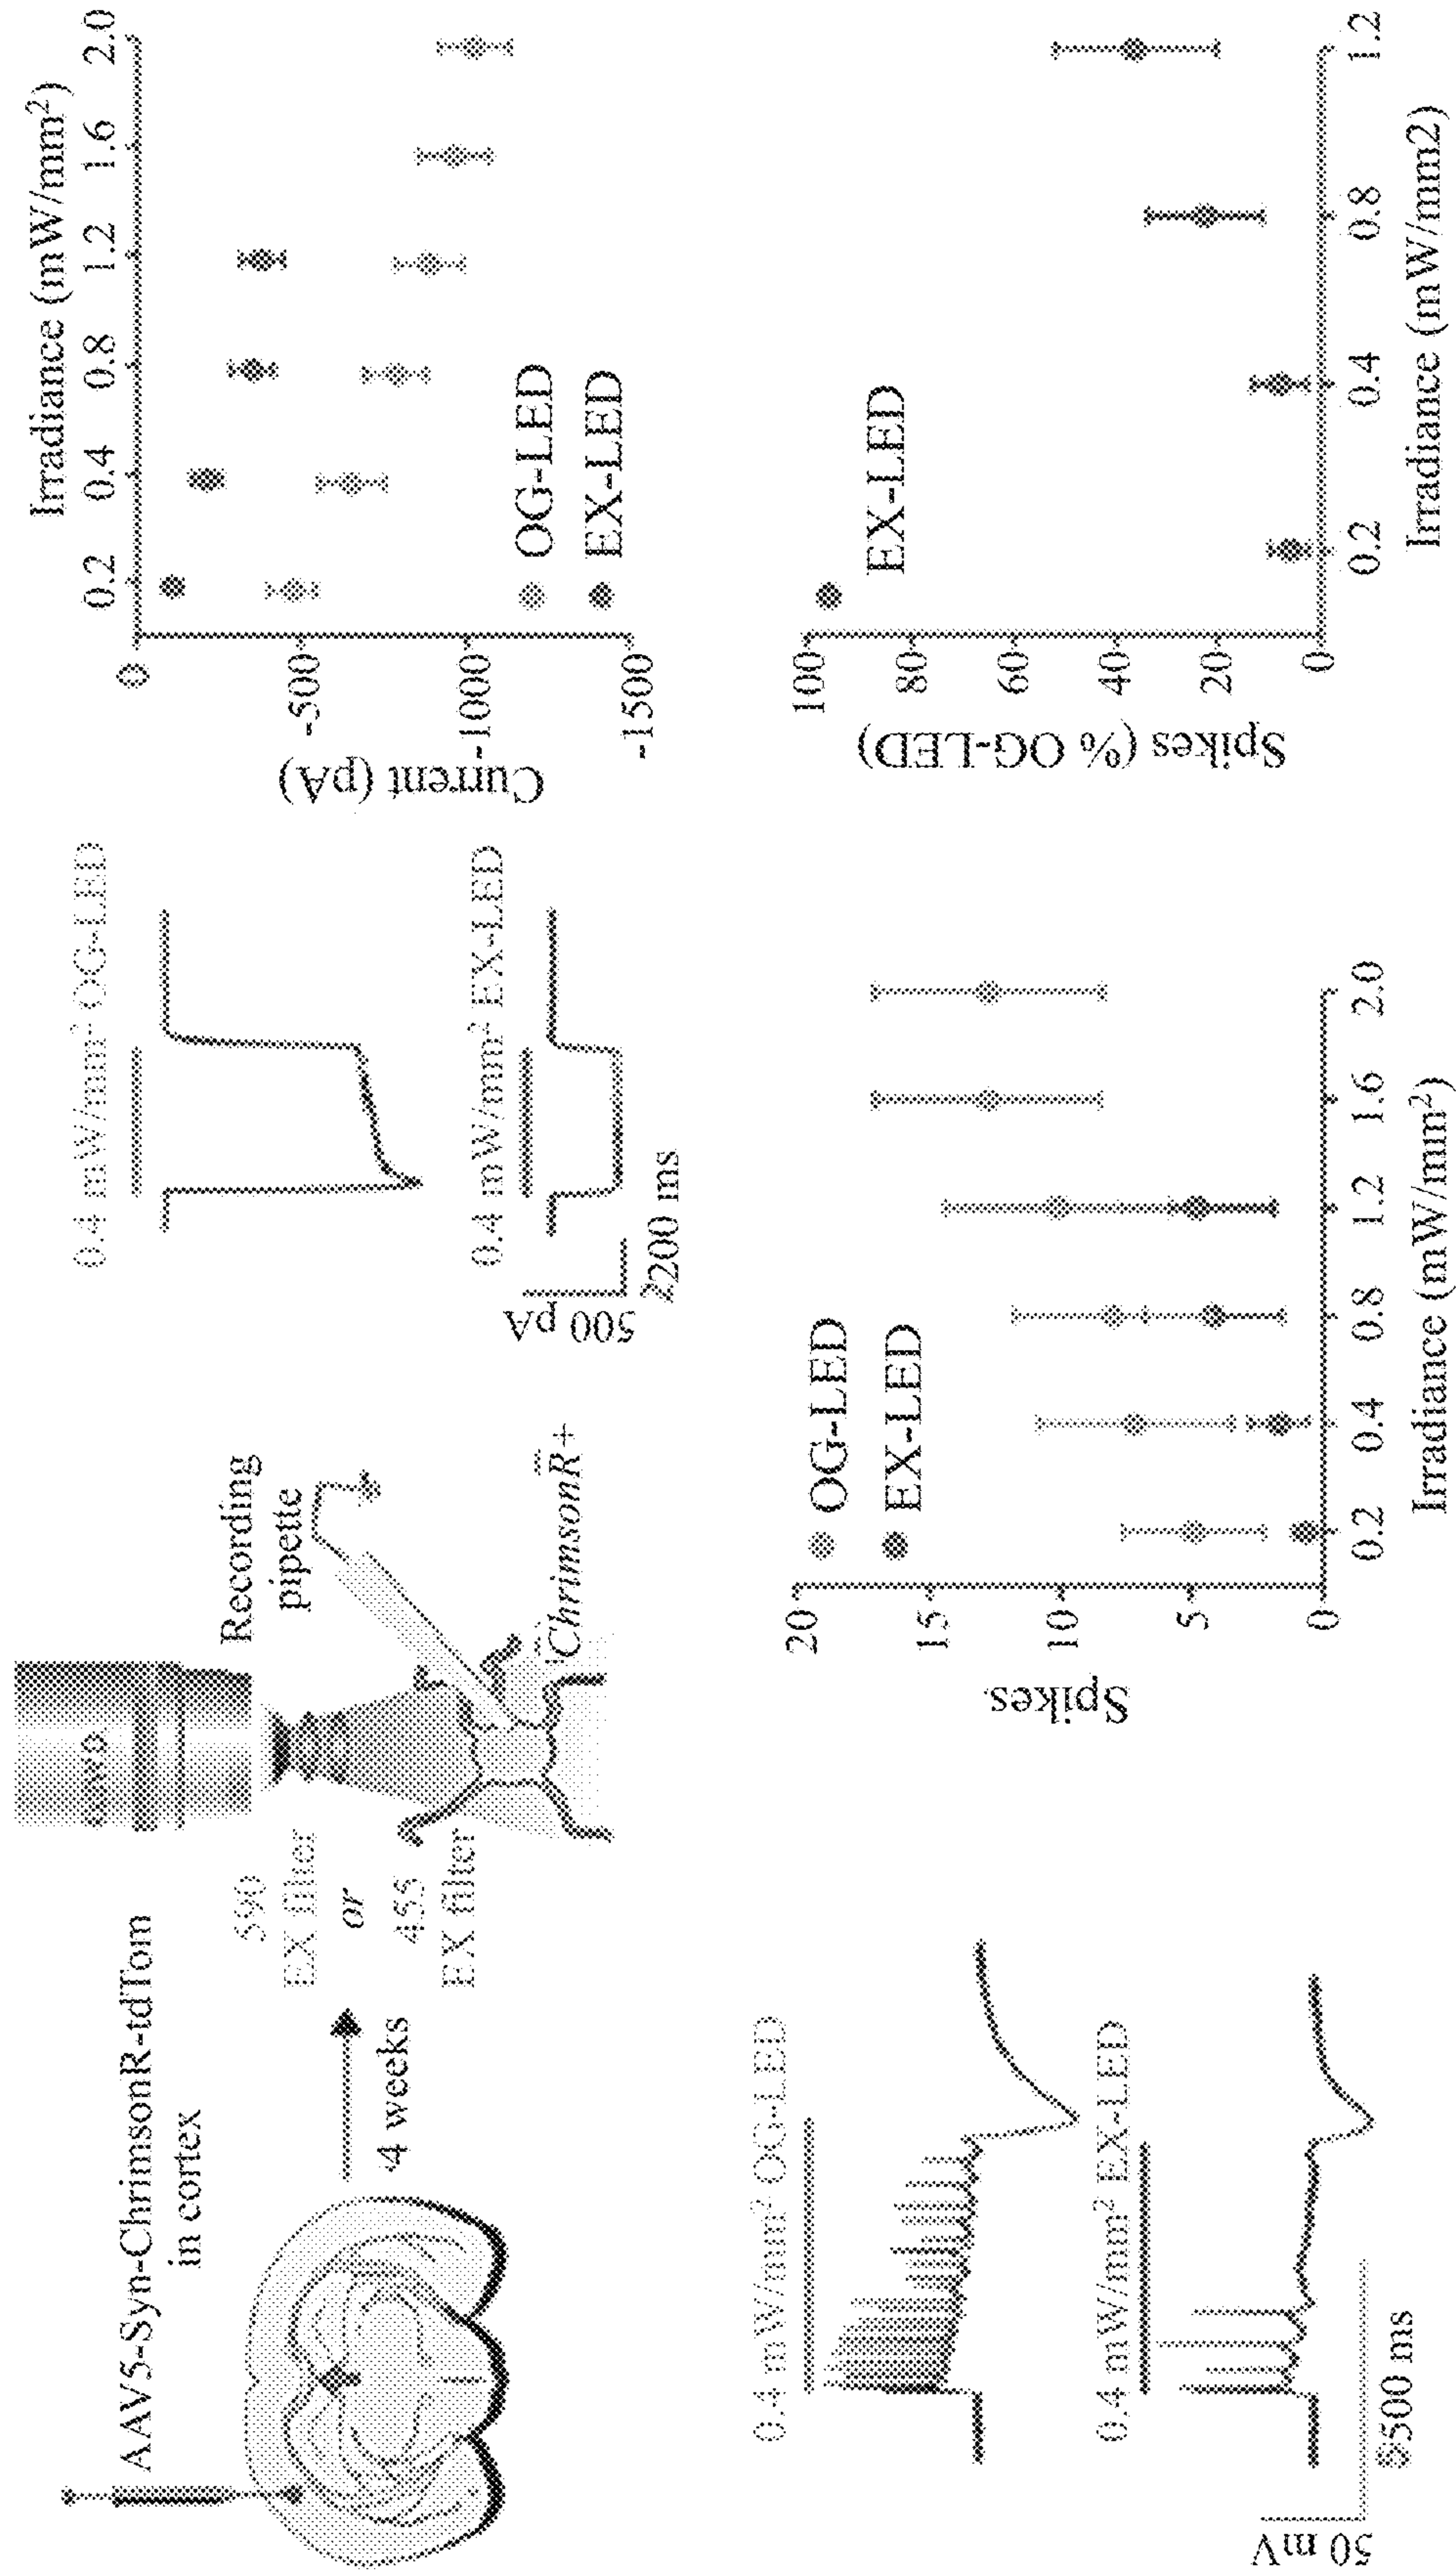 AAV5-Syn-ChrimsonR-tdTom
in cortex
4 weeks
590
EX filter
or
455
EX filter
Recording
pipette
ChrimsonR+
0.4 mW/mm² OG-LED
0.4 mW/mm² EX-LED
500 pA
200 ms
Irradiance (mW/mm²)
0.2 0.4 0.8 1.2 1.6 2.0
0
-500
-1000
-1500
Current (pA)
OG-LED
EX-LED
0.4 mW/mm² OG-LED
0.4 mW/mm² EX-LED
50 mV
500 ms
OG-LED
EX-LED
20
15
10
5
0
Spikes
0.2 0.4 0.8 1.2 1.6 2.0
Irradiance (mW/mm²)
EX-LED
100
80
60
40
20
0
Spikes (% OG-LED)
0.2 0.4 0.8 1.2
Irradiance (mW/mm2)